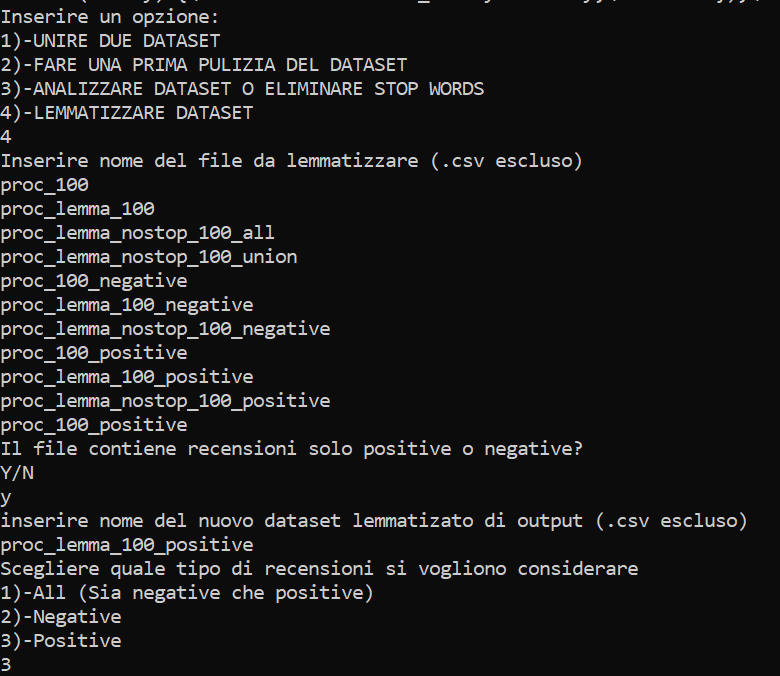 Inserire un opzione:
1)-UNIRE DUE DATASET
2)-FARE UNA PRIMA PULIZIA DEL DATASET
3)-ANALIZZARE DATASET O ELIMINARE STOP WORDS
4)-LEMMATIZZARE DATASET
4
Inserire nome del file da lemmatizzare (.csv escluso)
proc_100
proc_lemma_100
proc_lemma_nostop_100_all
proc_lemma_nostop_100_union
proc_100_negative
proc_lemma_100_negative
proc_lemma_nostop_100_negative
proc_100_positive
proc_lemma_100_positive
proc_lemma_nostop_100_positive
proc_100_positive
Il file contiene recensioni solo positive o negative?
Y/N
y
inserire nome del nuovo dataset lemmatizato di output (.csv escluso)
proc_lemma_100_positive
Scegliere quale tipo di recensioni si vogliono considerare
1)-All (Sia negative che positive)
2)-Negative
3)-Positive
3